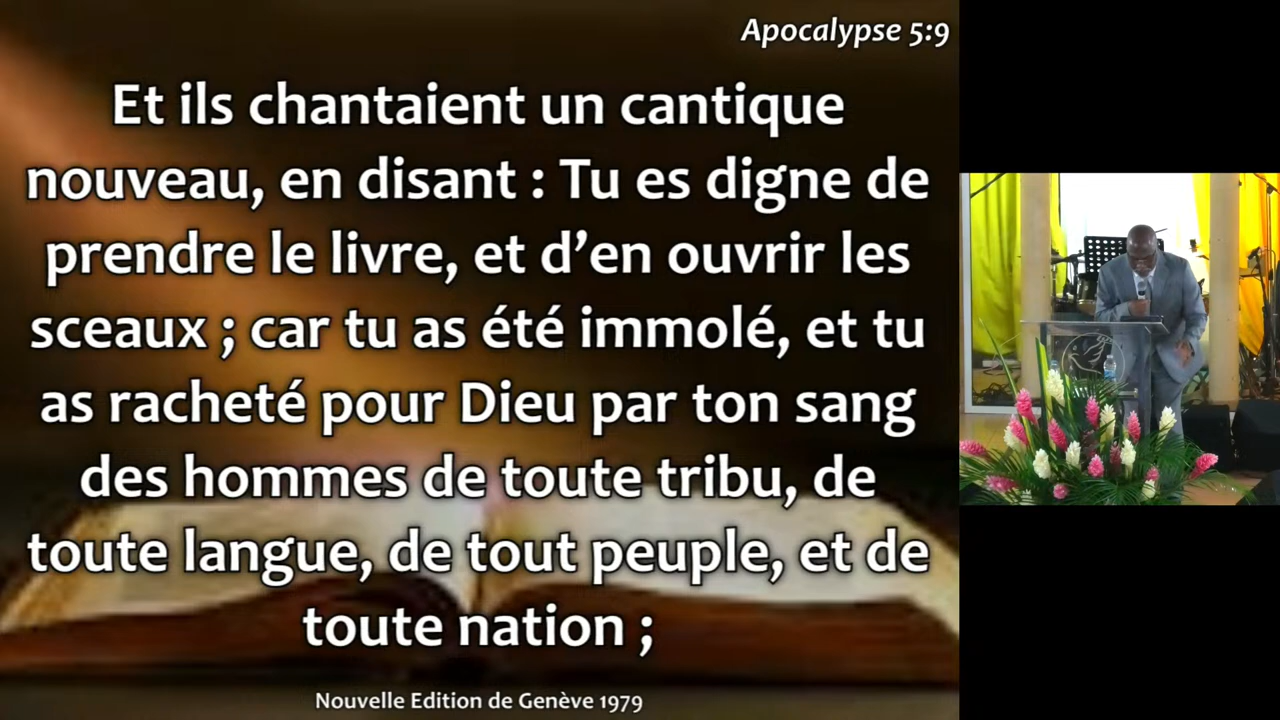 Apocalypse 5:9
Et ils chantaient un cantique
nouveau, en disant : Tu es digne de
prendre le livre, et d’en ouvrir les
sceaux ; car tu as été immolé, et tu
as racheté pour Dieu par ton sang
des hommes de toute tribu, de
toute langue, de tout peuple, et de
toute nation ;
Nouvelle Edition de Genève 1979